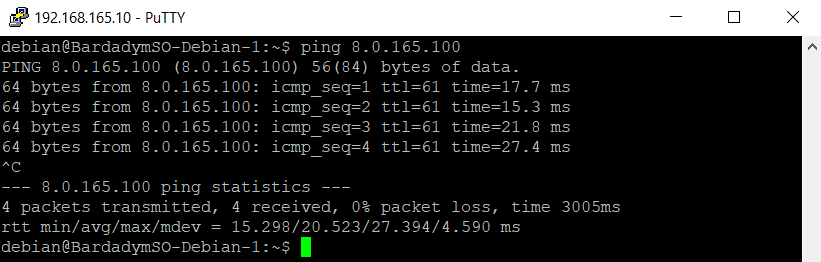 192.168.165.10 - PuTTY
debian@BardadymSO-Debian-1:~$ ping 8.0.165.100
PING 8.0.165.100 (8.0.165.100) 56(84) bytes of data.
64 bytes from 8.0.165.100: icmp_seq=1 ttl=61 time=17.7 ms
64 bytes from 8.0.165.100: icmp_seq=2 ttl=61 time=15.3 ms
64 bytes from 8.0.165.100: icmp_seq=3 ttl=61 time=21.8 ms
64 bytes from 8.0.165.100: icmp_seq=4 ttl=61 time=27.4 ms
^C
--- 8.0.165.100 ping statistics ---
4 packets transmitted, 4 received, 0% packet loss, time 3005ms
rtt min/avg/max/mdev = 15.298/20.523/27.394/4.590 ms
debian@BardadymSO-Debian-1:~$